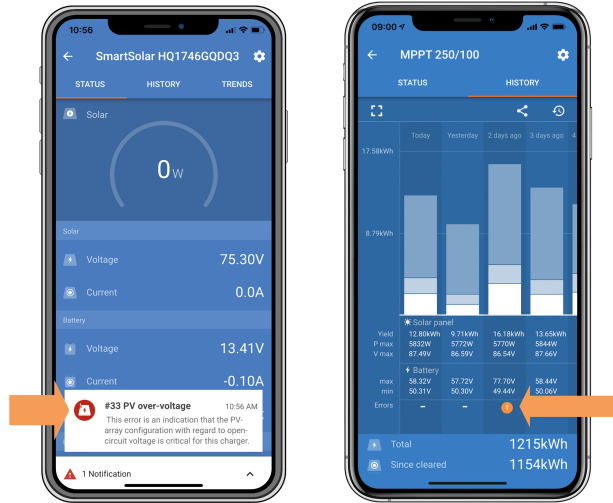 10:56
SmartSolar HQ1746GQDQ3
STATUS HISTORY TRENDS
Solar
0W
Solar
Voltage 75.30V
Current 0.0A
Battery
Voltage 13.41V
Current -0.10A
#33 PV over-voltage 10:56 AM
This error is an indication that the PV-
array configuration with regard to open-
circuit voltage is critical for this charger.
1 Notification
09:00
MPPT 250/100
STATUS HISTORY
Today Yesterday 2 days ago 3 days ago 4
17.58kWh
8.79kWh
Solar panel
Yield 12.80kWh 9.71kWh 16.18kWh 13.65kWh
P max 5832W 5772W 5770W 5844W
V max 87.49V 86.59V 86.54V 87.66V
Battery
max 58.32V 57.72V 77.70V 58.44V
min 50.31V 50.30V 49.44V 50.06V
Errors – – 1
Total 1215kWh
Since cleared 1154kWh